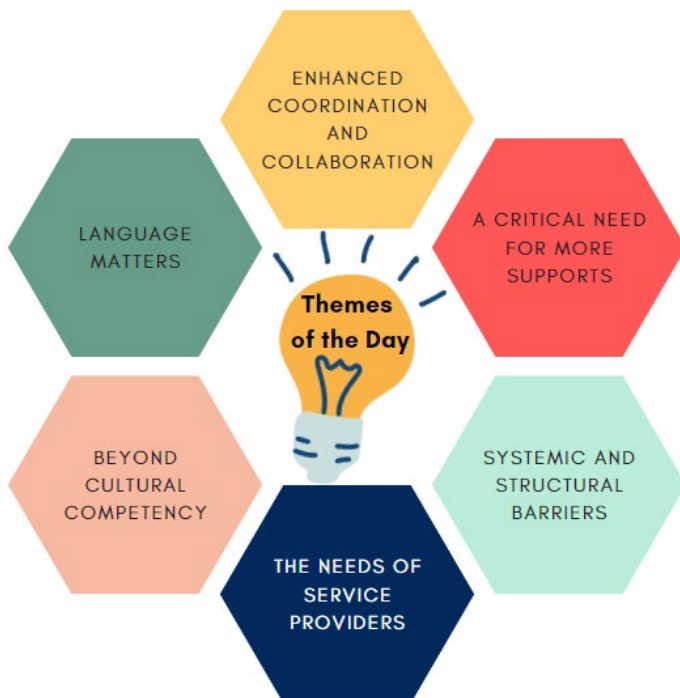 ENHANCED
COORDINATION
AND
COLLABORATION
A CRITICAL NEED
FOR MORE
SUPPORTS
SYSTEMIC AND
STRUCTURAL
BARRIERS
THE NEEDS OF
SERVICE
PROVIDERS
BEYOND
CULTURAL
COMPETENCY
LANGUAGE
MATTERS
Themes
of the Day